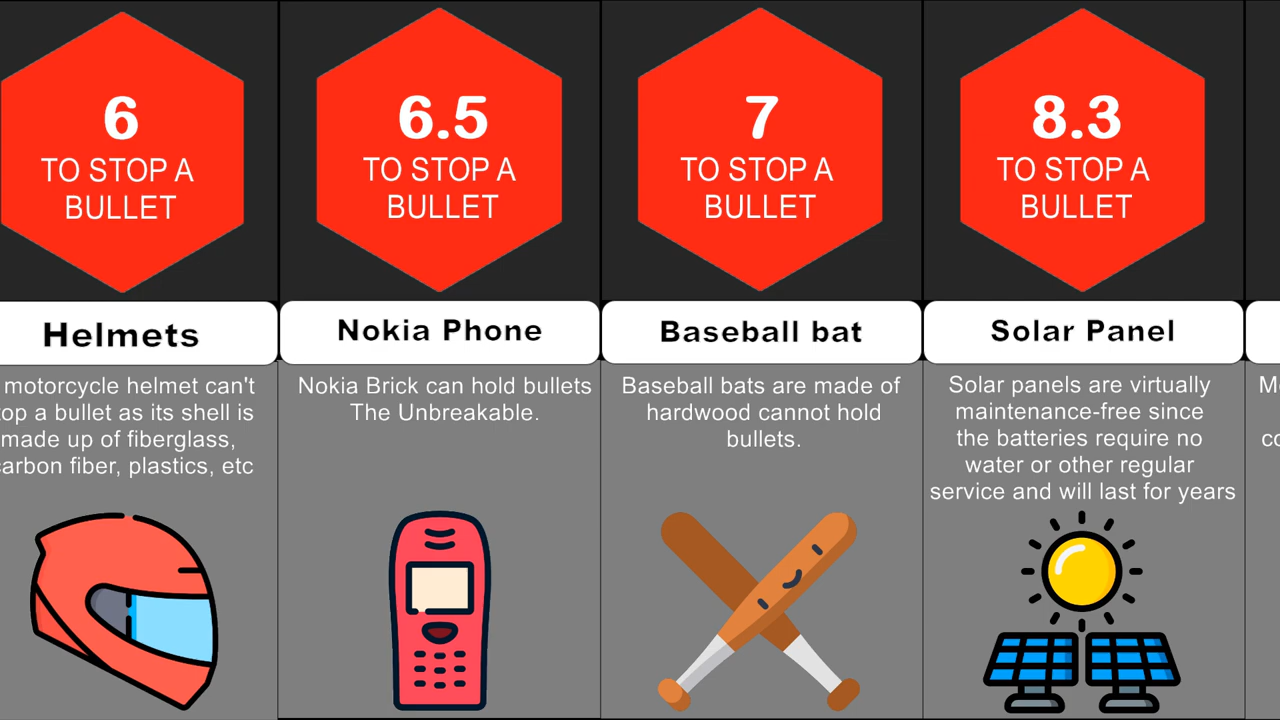 6
TO STOP A
BULLET
Helmets
motorcycle helmet can't
top a bullet as its shell is
made up of fiberglass,
carbon fiber, plastics, etc
6.5
TO STOP A
BULLET
Nokia Phone
Nokia Brick can hold bullets
The Unbreakable.
7
TO STOP A
BULLET
Baseball bat
Baseball bats are made of
hardwood cannot hold
bullets.
8.3
TO STOP A
BULLET
Solar Panel
Solar panels are virtually
maintenance-free since
the batteries require no
water or other regular
service and will last for years